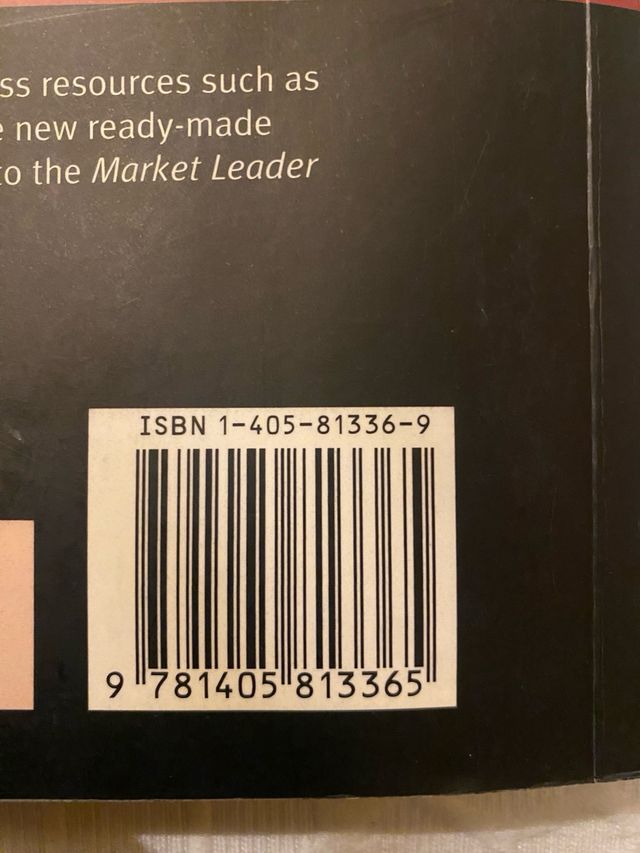 ss resources such as
e new ready-made
to the Market Leader
ISBN 1-405-81336-9
9 781405 813365